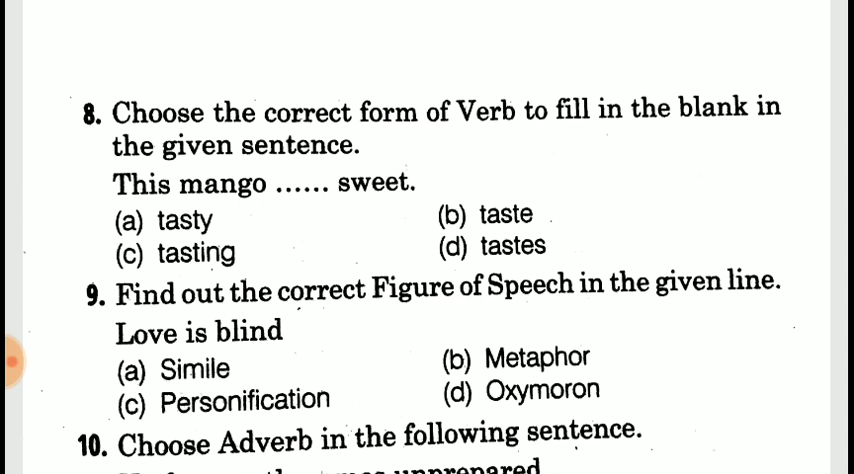 8. Choose the correct form of Verb to fill in the blank in
the given sentence.
This mango ...... sweet.
(a) tasty (b) taste
(c) tasting (d) tastes
9. Find out the correct Figure of Speech in the given line.
Love is blind
(a) Simile (b) Metaphor
(c) Personification (d) Oxymoron
10. Choose Adverb in the following sentence.
unprepared